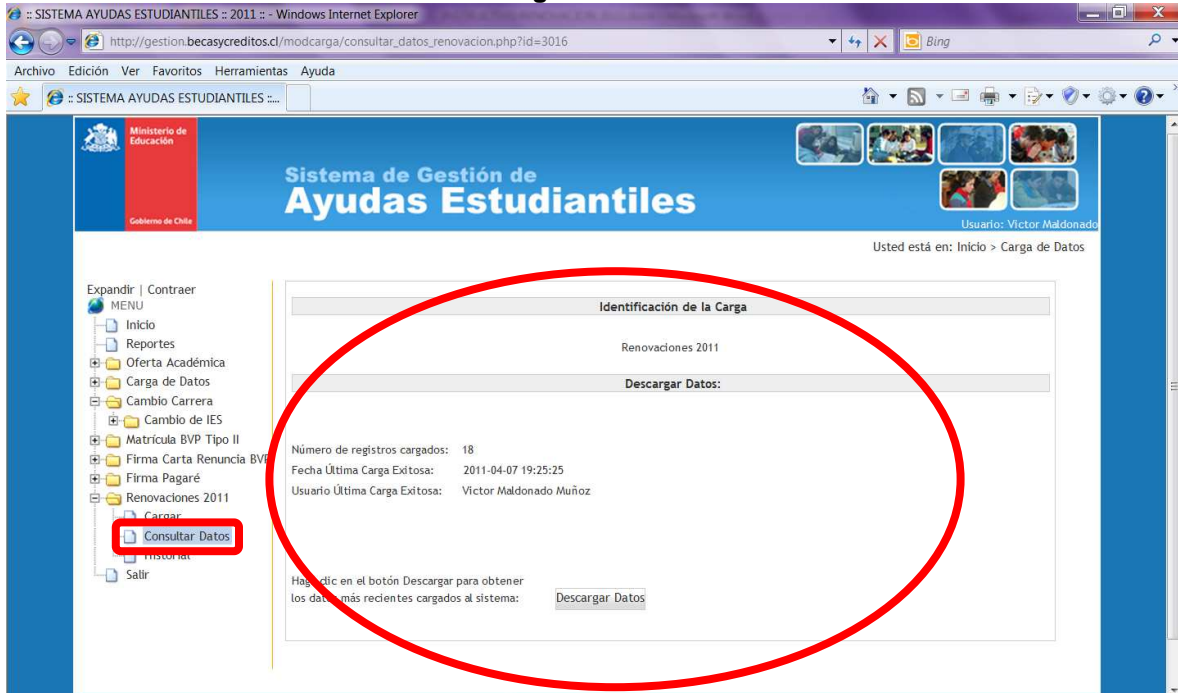 :: SISTEMA AYUDAS ESTUDIANTILES :: 2011 :: - Windows Internet Explorer
http://gestion.becasycreditos.cl/modcarga/consultar_datos_renovacion.php?id=3016
Bing
Archivo Edición Ver Favoritos Herramientas Ayuda
:: SISTEMA AYUDAS ESTUDIANTILES ::...
Ministerio de
Educación
Gobierno de Chile
Sistema de Gestión de
Ayudas Estudiantiles
Usuario: Victor Maldonado
Usted está en: Inicio > Carga de Datos
Expandir | Contraer
MENU
Inicio
Reportes
Oferta Académica
Carga de Datos
Cambio Carrera
Cambio de IES
Matrícula BVP Tipo II
Firma Carta Renuncia BVP
Firma Pagaré
Renovaciones 2011
Cargar
Consultar Datos
Historial
Salir
Identificación de la Carga
Renovaciones 2011
Descargar Datos:
Número de registros cargados: 18
Fecha Última Carga Exitosa: 2011-04-07 19:25:25
Usuario Última Carga Exitosa: Victor Maldonado Muñoz
Haga clic en el botón Descargar para obtener
los datos más recientes cargados al sistema: Descargar Datos